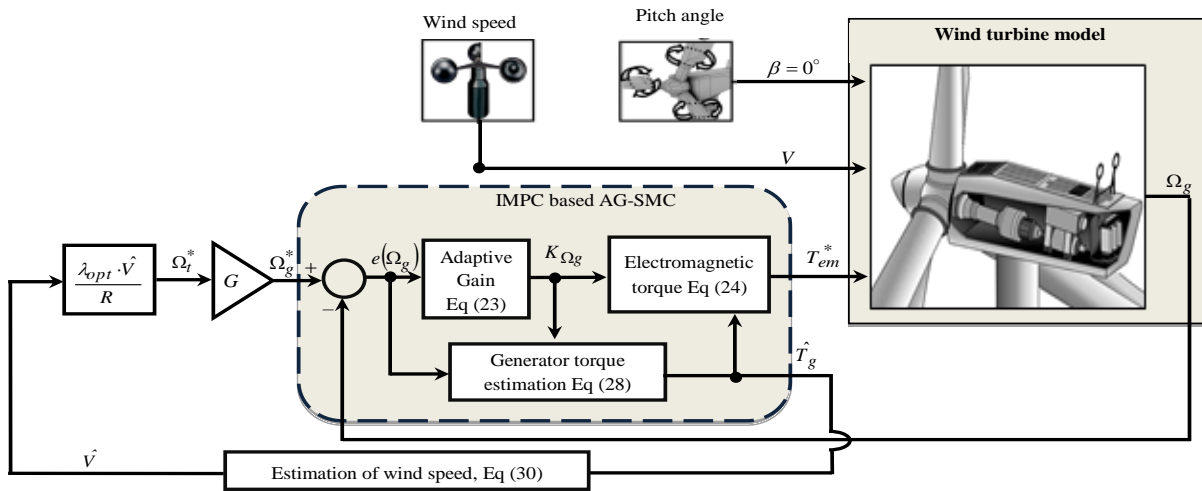 Wind speed
Pitch angle
Wind turbine model
β = 0°
V
Ω_g
IMPC based AG-SMC
λ_opt · V̂
R
Ω_t^*
G
Ω_g^*
+
−
e(Ω_g)
Adaptive
Gain
Eq (23)
K_Ωg
Electromagnetic
torque Eq (24)
T_em^*
Generator torque
estimation Eq (28)
T̂_g
V̂
Estimation of wind speed, Eq (30)